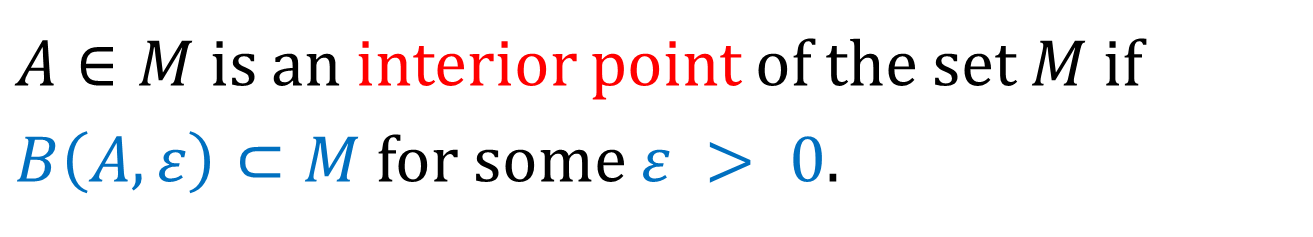 A ∈ M is an interior point of the set M if
B(A, ε) ⊂ M for some ε > 0.